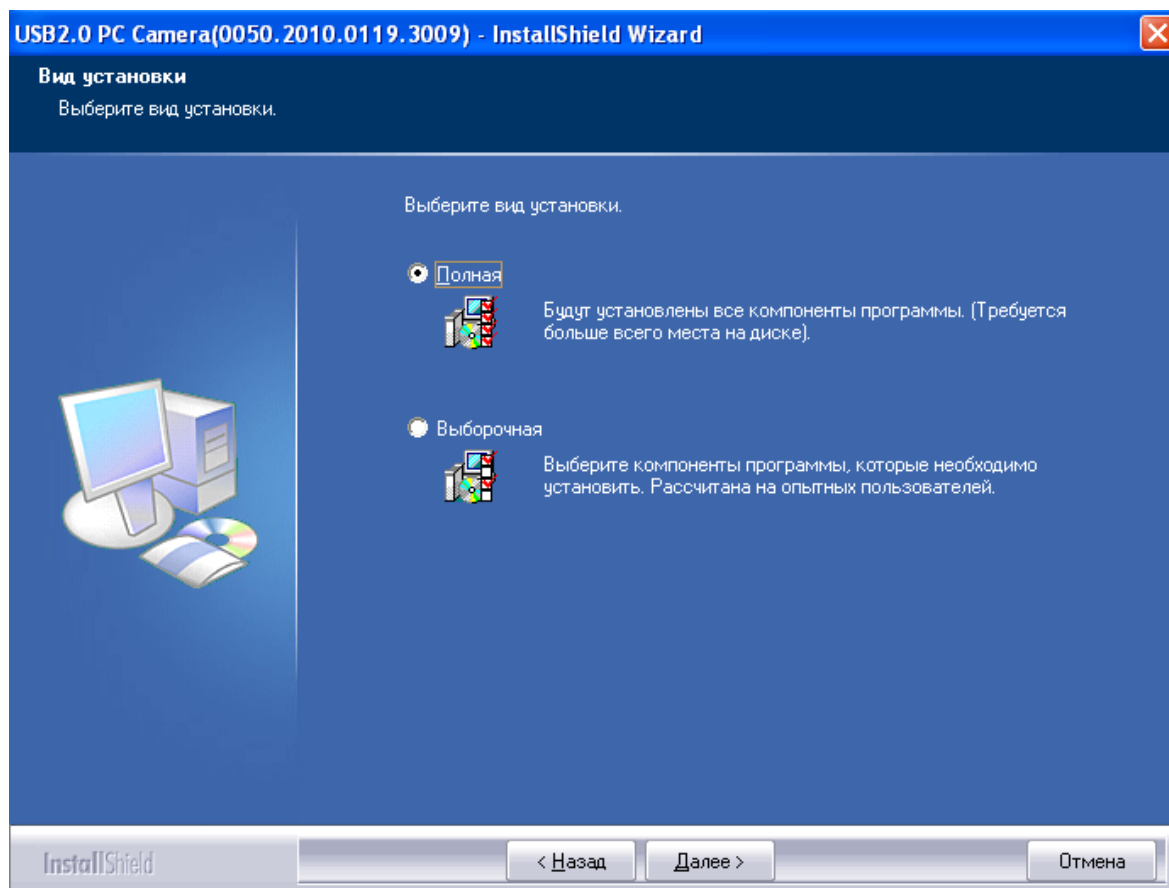 USB2.0 PC Camera(0050.2010.0119.3009) - InstallShield Wizard
Вид установки
Выберите вид установки.
Выберите вид установки.
Полная
Будут установлены все компоненты программы. (Требуется
больше всего места на диске).
Выборочная
Выберите компоненты программы, которые необходимо
установить. Рассчитана на опытных пользователей.
InstallShield
< Назад
Далее >
Отмена